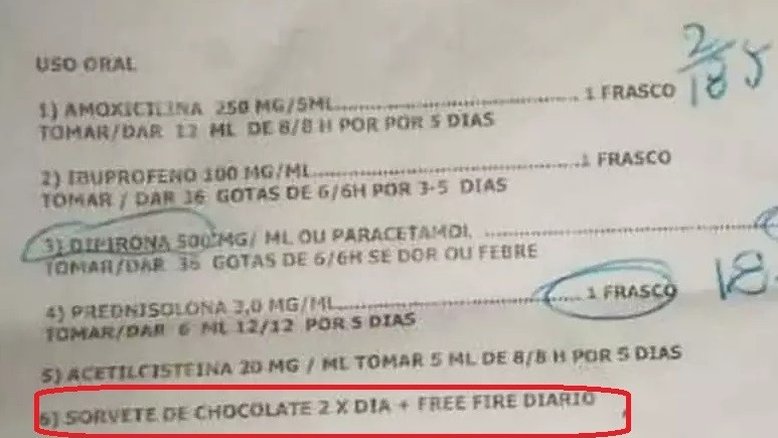 USO ORAL
1) AMOXICILINA 250 MG/5ML............................ 1 FRASCO
TOMAR/DAR 12 ML DE 8/8 H POR POR 5 DIAS
2) IBUPROFENO 100 MG/ML............................1 FRASCO
TOMAR / DAR 36 GOTAS DE 6/6H POR 3-5 DIAS
3) DIPIRONA 500 MG/ ML OU PARACETAMOL ............................
TOMAR/DAR 36 GOTAS DE 6/6H SE DOR OU FEBRE
4) PREDNISOLONA 3,0 MG/ML............................ 1 FRASCO
TOMAR/DAR 6 ML 12/12 POR 5 DIAS
5) ACETILCISTEINA 20 MG / ML TOMAR 5 ML DE 8/8 H POR 5 DIAS
6) SORVETE DE CHOCOLATE 2 X DIA + FREE FIRE DIARIO